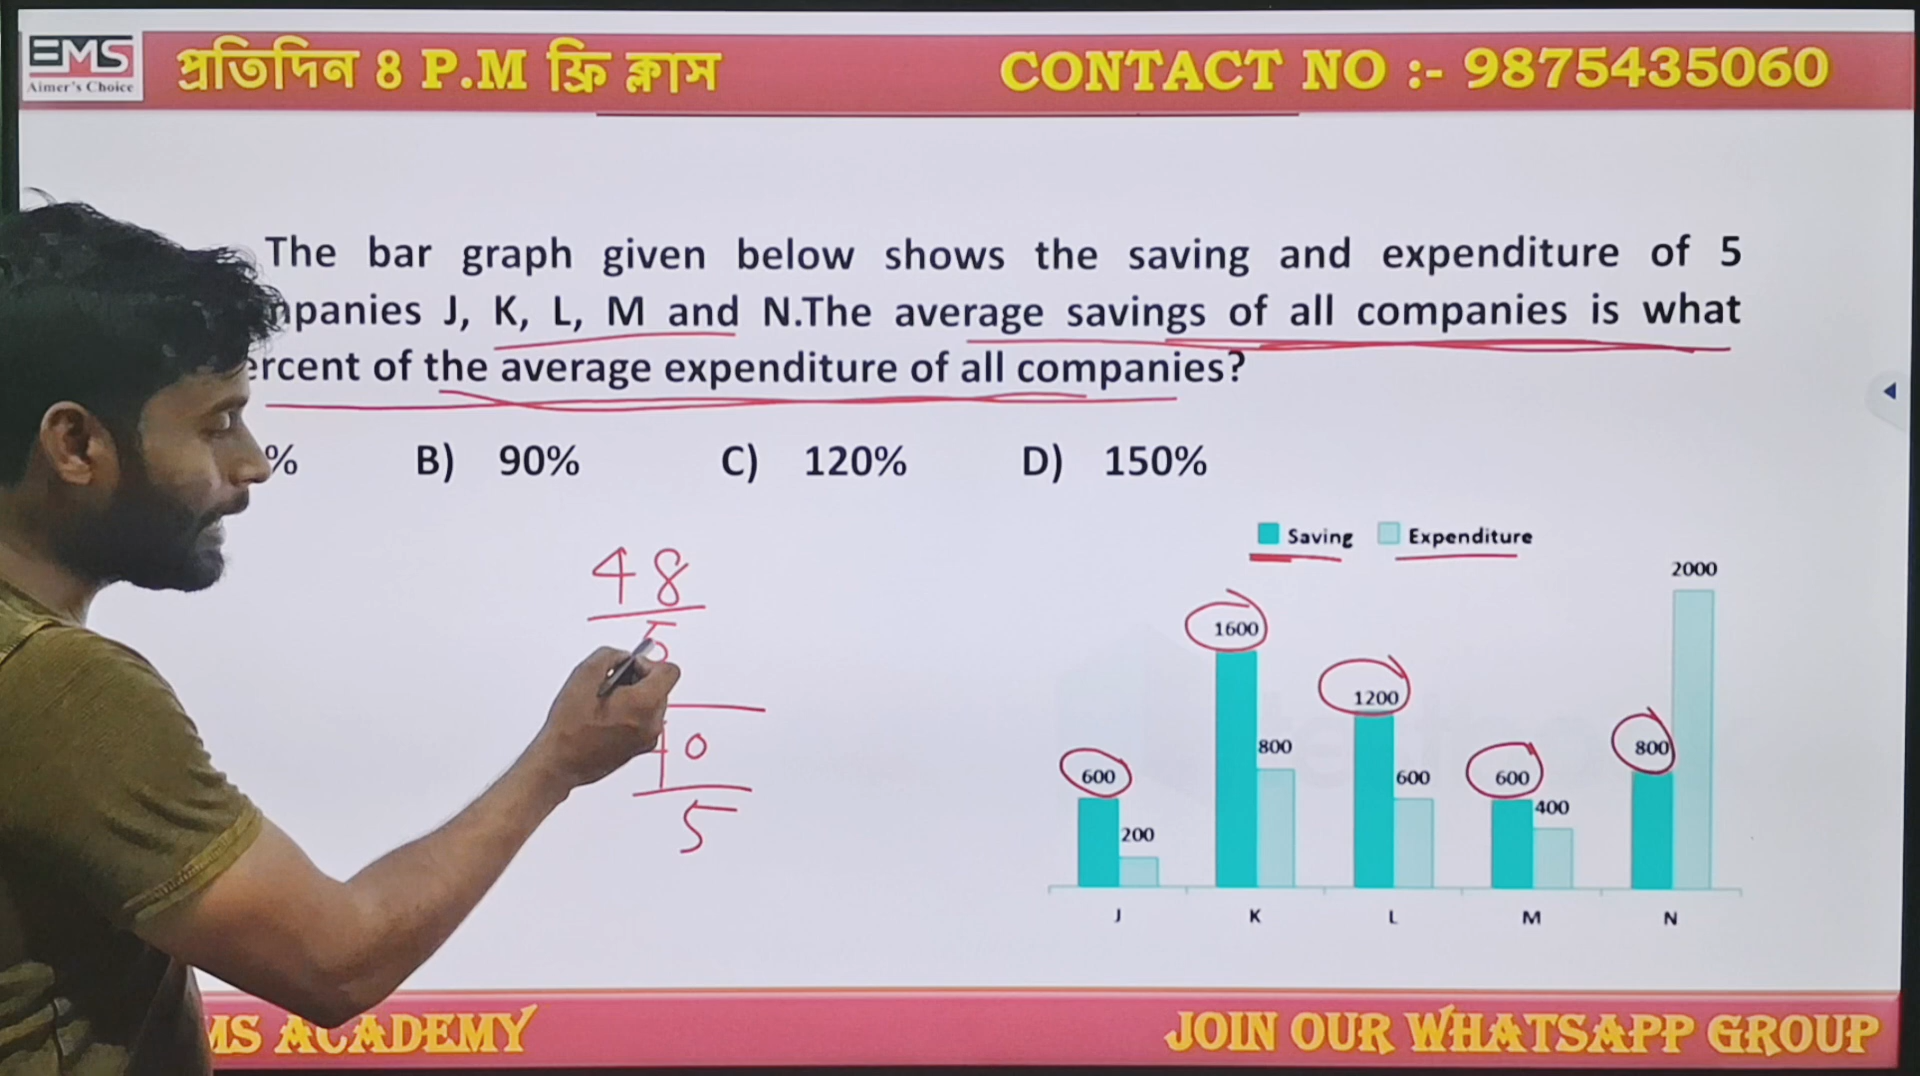 EMS
Aimer's Choice
প্রতিদিন 8 P.M ফ্রি ক্লাস
CONTACT NO :- 9875435060
The bar graph given below shows the saving and expenditure of 5
npanies J, K, L, M and N.The average savings of all companies is what
ercent of the average expenditure of all companies?
% B) 90% C) 120% D) 150%
48
5
40
5
Saving Expenditure
2000
1600
1200
800
800
600
600
600
400
200
J K L M N
MS ACADEMY
JOIN OUR WHATSAPP GROUP